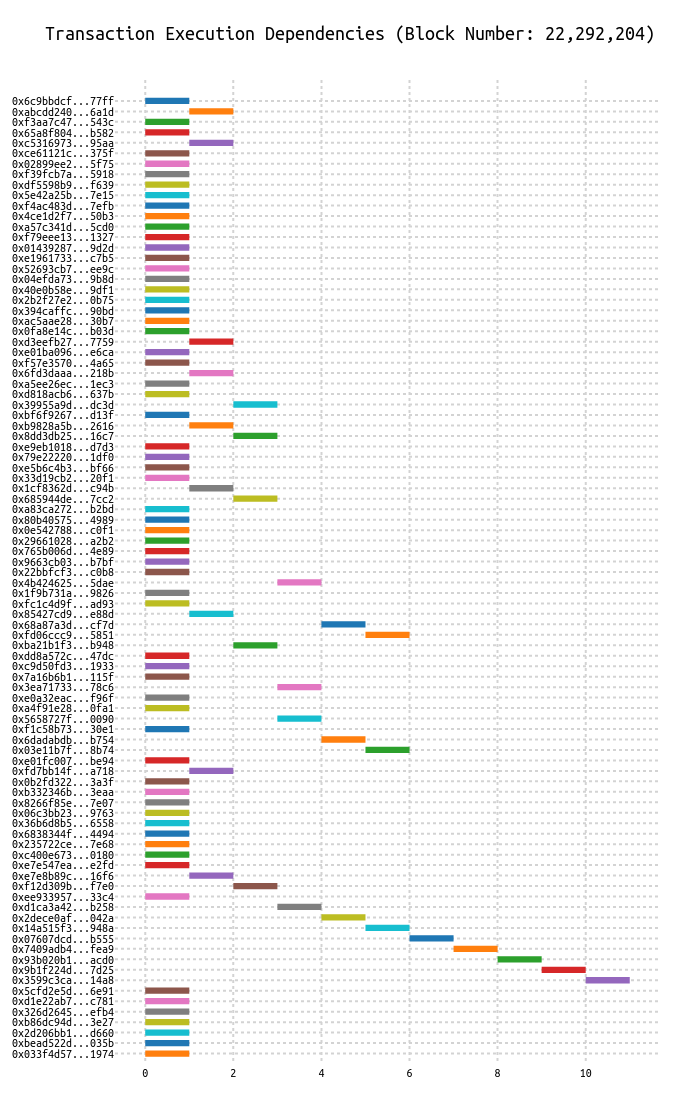 Transaction Execution Dependencies (Block Number: 22,292,204)
0x6c9bbdcf...77ff
0xabcdd240...6a1d
0xf3aa7c47...543c
0x65a8f804...b582
0xc5316973...95aa
0xce61121c...375f
0x02899ee2...5f75
0xf39fcb7a...5918
0xdf5598b9...f639
0x5e42a25b...7e15
0xf4ac483d...7efb
0x4ce1d2f7...50b3
0xa57c341d...5cd0
0xf79eee13...1327
0x01439287...9d2d
0xe1961733...c7b5
0x52693cb7...ee9c
0x04efda73...9b8d
0x40e0b58e...9df1
0x2b2f27e2...0b75
0x394caffc...90bd
0xac5aae28...30b7
0x0fa8e14c...b03d
0xd3eefb27...7759
0xe01ba096...e6ca
0xf57e3570...4a65
0x6fd3daaa...218b
0xa5ee26ec...1ec3
0xd818acb6...637b
0x39955a9d...dc3d
0xbf6f9267...d13f
0xb9828a5b...2616
0x8dd3db25...16c7
0xe9eb1018...d7d3
0x79e22220...1df0
0xe5b6c4b3...bf66
0x33d19cb2...20f1
0x1cf8362d...c94b
0x685944de...7cc2
0xa83ca272...b2bd
0x80b40575...4989
0x0e542788...c0f1
0x29661028...a2b2
0x765b006d...4e89
0x9663cb03...b7bf
0x22bbfcf3...c0b8
0x4b424625...5dae
0x1f9b731a...9826
0xfc1c4d9f...ad93
0x85427cd9...e88d
0x68a87a3d...cf7d
0xfd06ccc9...5851
0xba21b1f3...b948
0xdd8a572c...47dc
0xc9d50fd3...1933
0x7a16b6b1...115f
0x3ea71733...78c6
0xe0a32eac...f96f
0xa4f91e28...0fa1
0x5658727f...0090
0xf1c58b73...30e1
0x6dadabdb...b754
0x03e11b7f...8b74
0xe01fc007...be94
0xfd7bb14f...a718
0x0b2fd322...3a3f
0xb332346b...3eaa
0x8266f85e...7e07
0x06c3bb23...9763
0x36b6d8b5...6558
0x6838344f...4494
0x235722ce...7e68
0xc400e673...0180
0xe7e547ea...e2fd
0xe7e8b89c...16f6
0xf12d309b...f7e0
0xee933957...33c4
0xd1ca3a42...b258
0x2dece0af...042a
0x14a515f3...948a
0x07607dcd...b555
0x7409adb4...fea9
0x93b020b1...acd0
0x9b1f224d...7d25
0x3599c3ca...14a8
0x5cfd2e5d...6e91
0xd1e22ab7...c781
0x326d2645...efb4
0xb86dc94d...3e27
0x2d206bb1...d660
0xbead522d...035b
0x033f4d57...1974
0 2 4 6 8 10